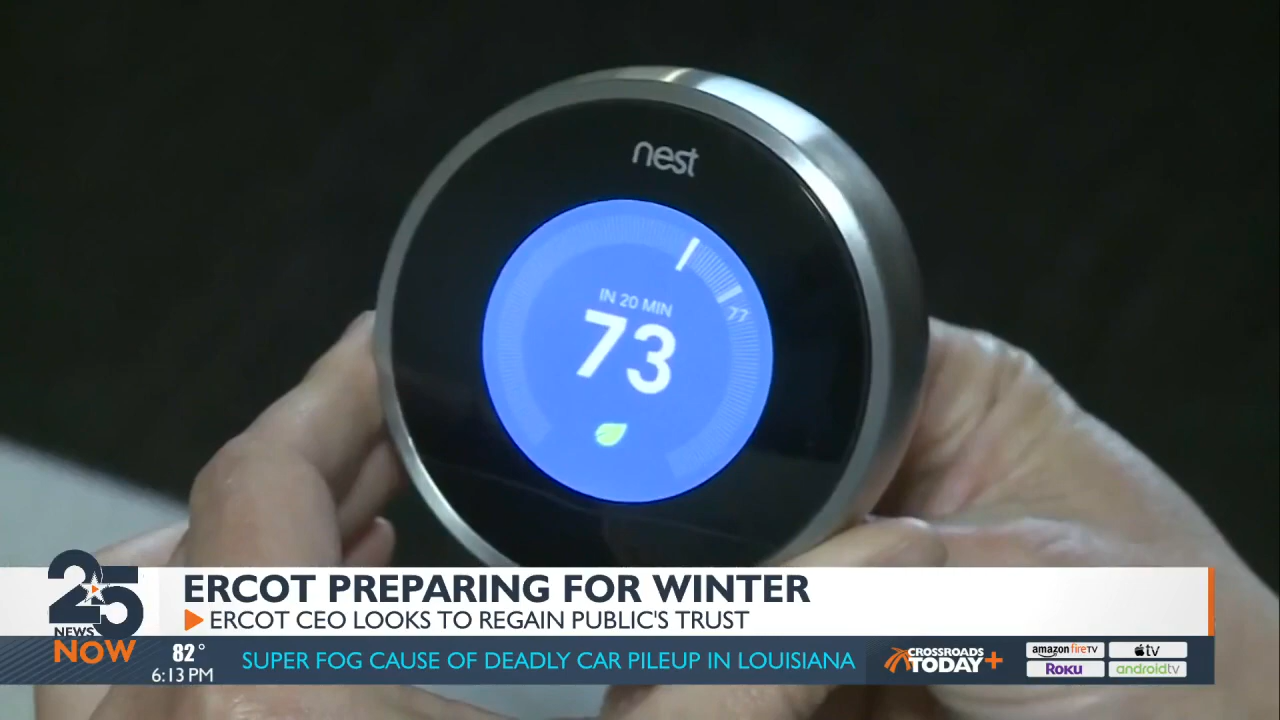 nest
IN 20 MIN
77
73
ERCOT PREPARING FOR WINTER
ERCOT CEO LOOKS TO REGAIN PUBLIC'S TRUST
25
NEWS
NOW
82°
6:13 PM
SUPER FOG CAUSE OF DEADLY CAR PILEUP IN LOUISIANA
CROSSROADS
TODAY+
amazon fireTV
tv
Roku
androidtv